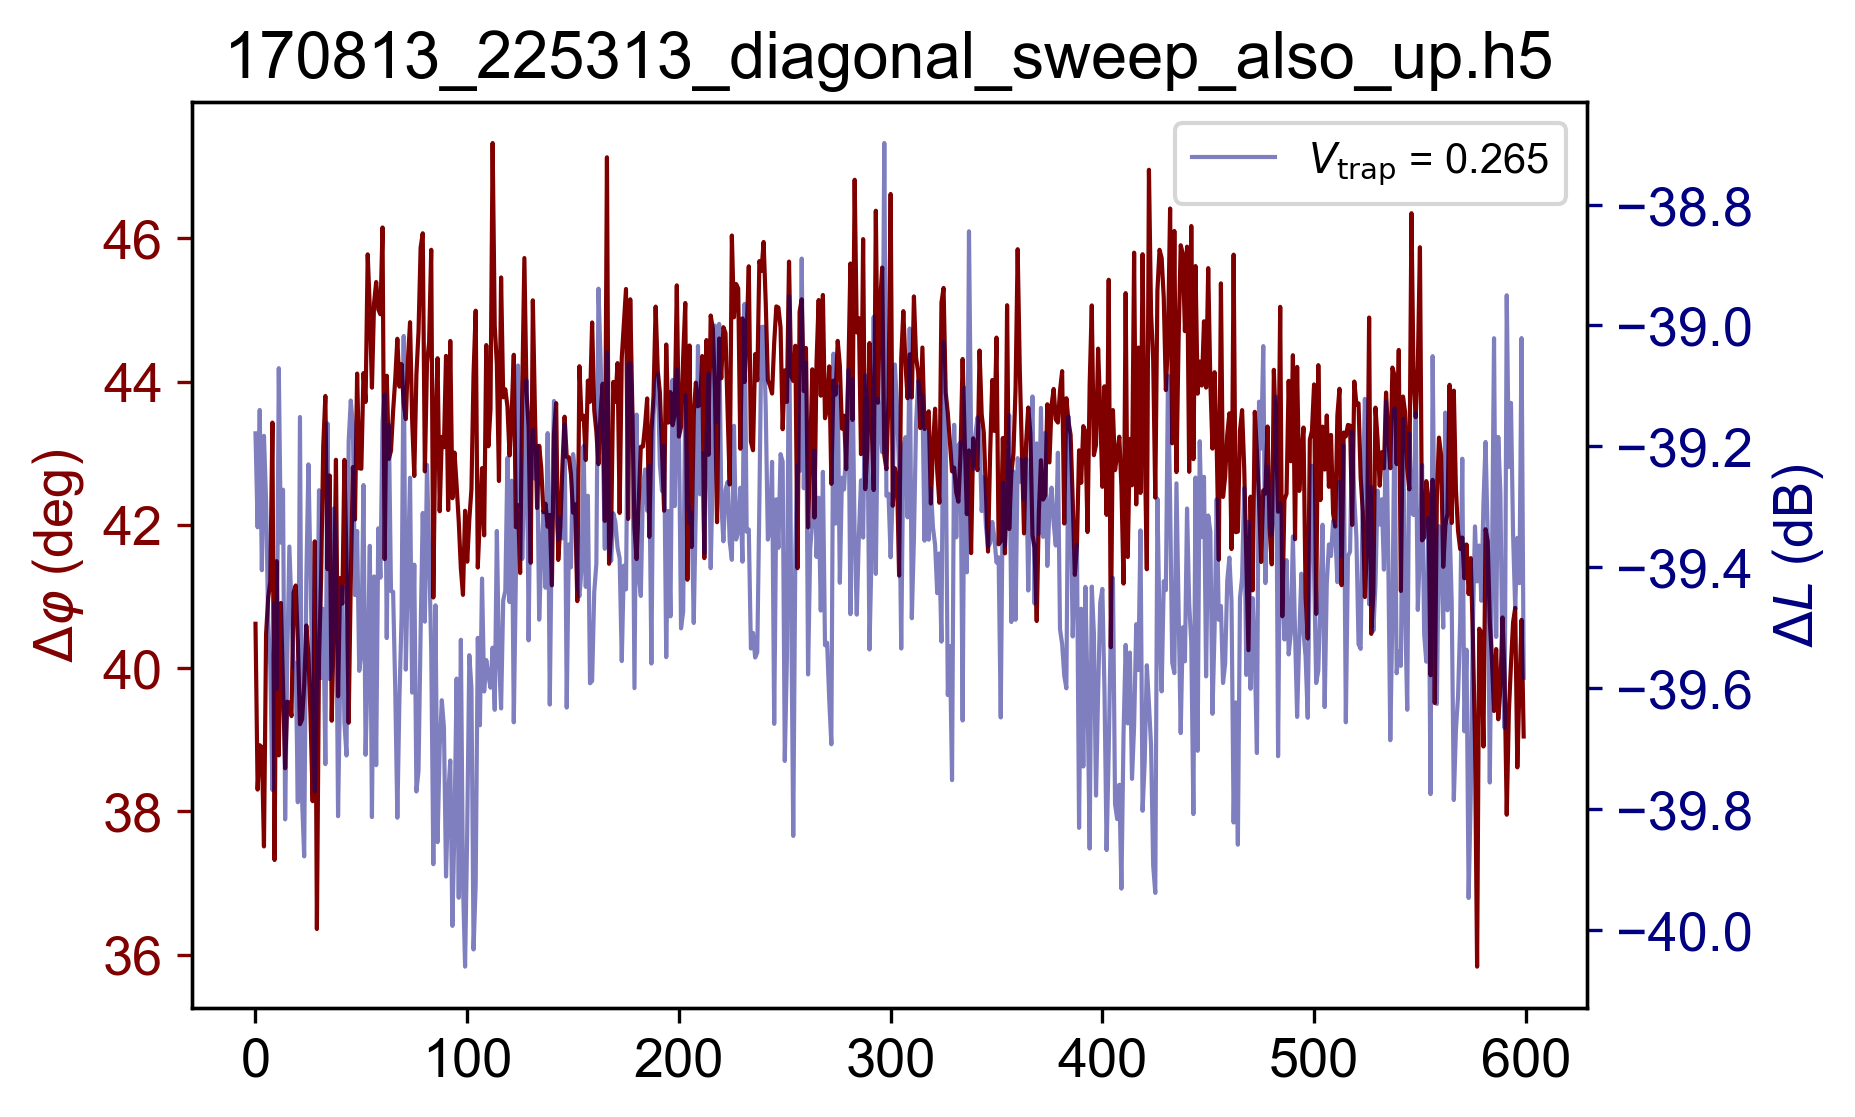 170813_225313_diagonal_sweep_also_up.h5
V_trap = 0.265
Δφ (deg)
46
44
42
40
38
36
ΔL (dB)
−38.8
−39.0
−39.2
−39.4
−39.6
−39.8
−40.0
0 100 200 300 400 500 600